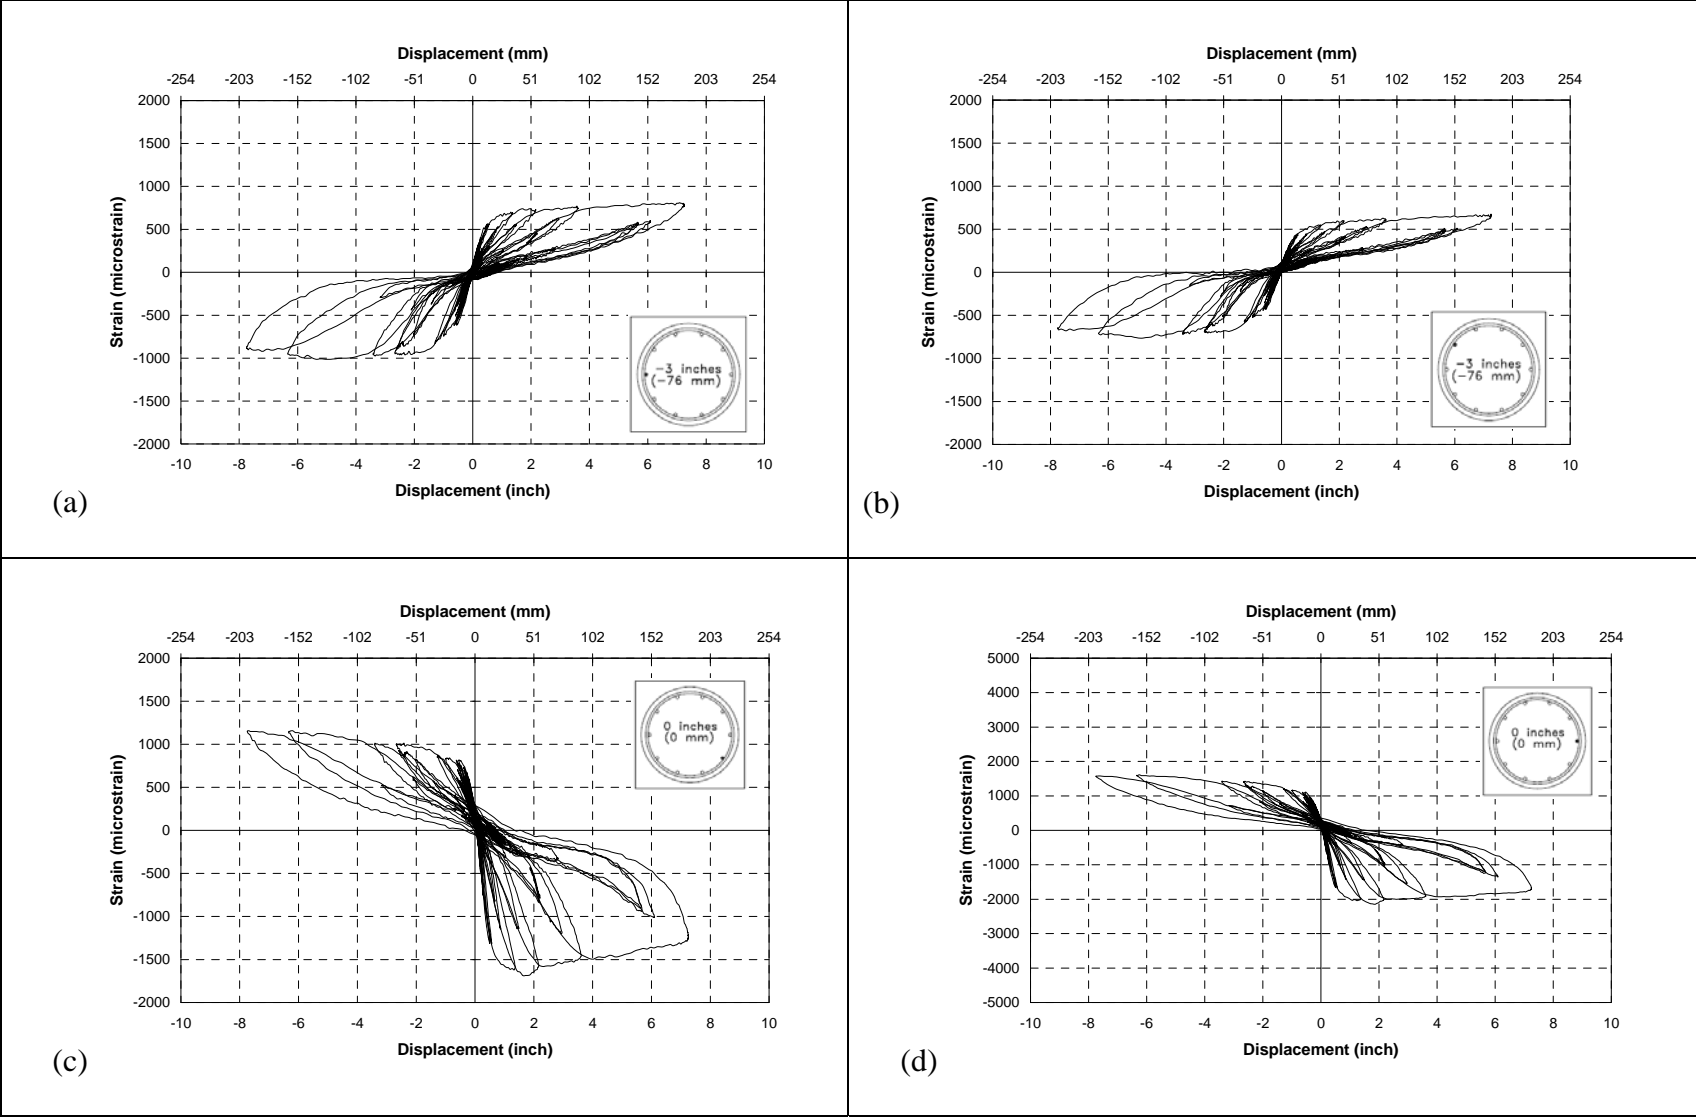 Displacement (mm)
-254 -203 -152 -102 -51 0 51 102 152 203 254
2000
1500
1000
500
0
-500
-1000
-1500
-2000
Strain (microstrain)
-3 inches
(-76 mm)
-10 -8 -6 -4 -2 0 2 4 6 8 10
Displacement (inch)
(a)
Displacement (mm)
-254 -203 -152 -102 -51 0 51 102 152 203 254
2000
1500
1000
500
0
-500
-1000
-1500
-2000
Strain (microstrain)
-3 inches
(-76 mm)
-10 -8 -6 -4 -2 0 2 4 6 8 10
Displacement (inch)
(b)
Displacement (mm)
-254 -203 -152 -102 -51 0 51 102 152 203 254
2000
1500
1000
500
0
-500
-1000
-1500
-2000
Strain (microstrain)
0 inches
(0 mm)
-10 -8 -6 -4 -2 0 2 4 6 8 10
Displacement (inch)
(c)
Displacement (mm)
-254 -203 -152 -102 -51 0 51 102 152 203 254
5000
4000
3000
2000
1000
0
-1000
-2000
-3000
-4000
-5000
Strain (microstrain)
0 inches
(0 mm)
-10 -8 -6 -4 -2 0 2 4 6 8 10
Displacement (inch)
(d)